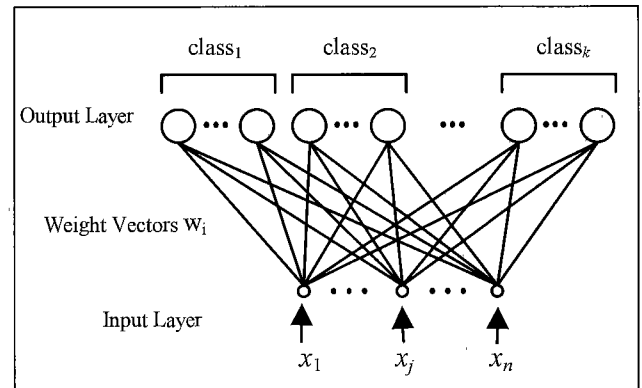 class₁ class₂ classₖ
Output Layer ... ... ... ...
Weight Vectors wᵢ
... ...
Input Layer
x₁ xⱼ xₙ